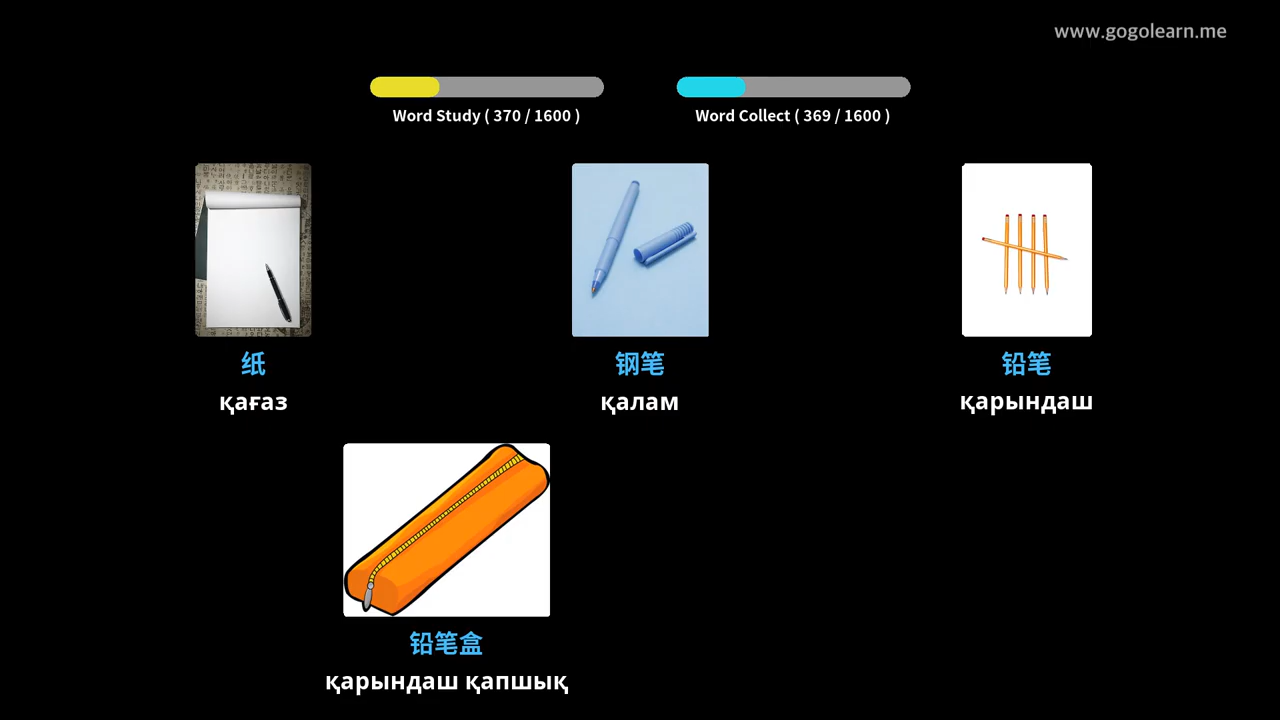 www.gogolearn.me
Word Study ( 370 / 1600 )
Word Collect ( 369 / 1600 )
纸
қағаз
钢笔
қалам
铅笔
қарындаш
铅笔盒
қарындаш қапшық